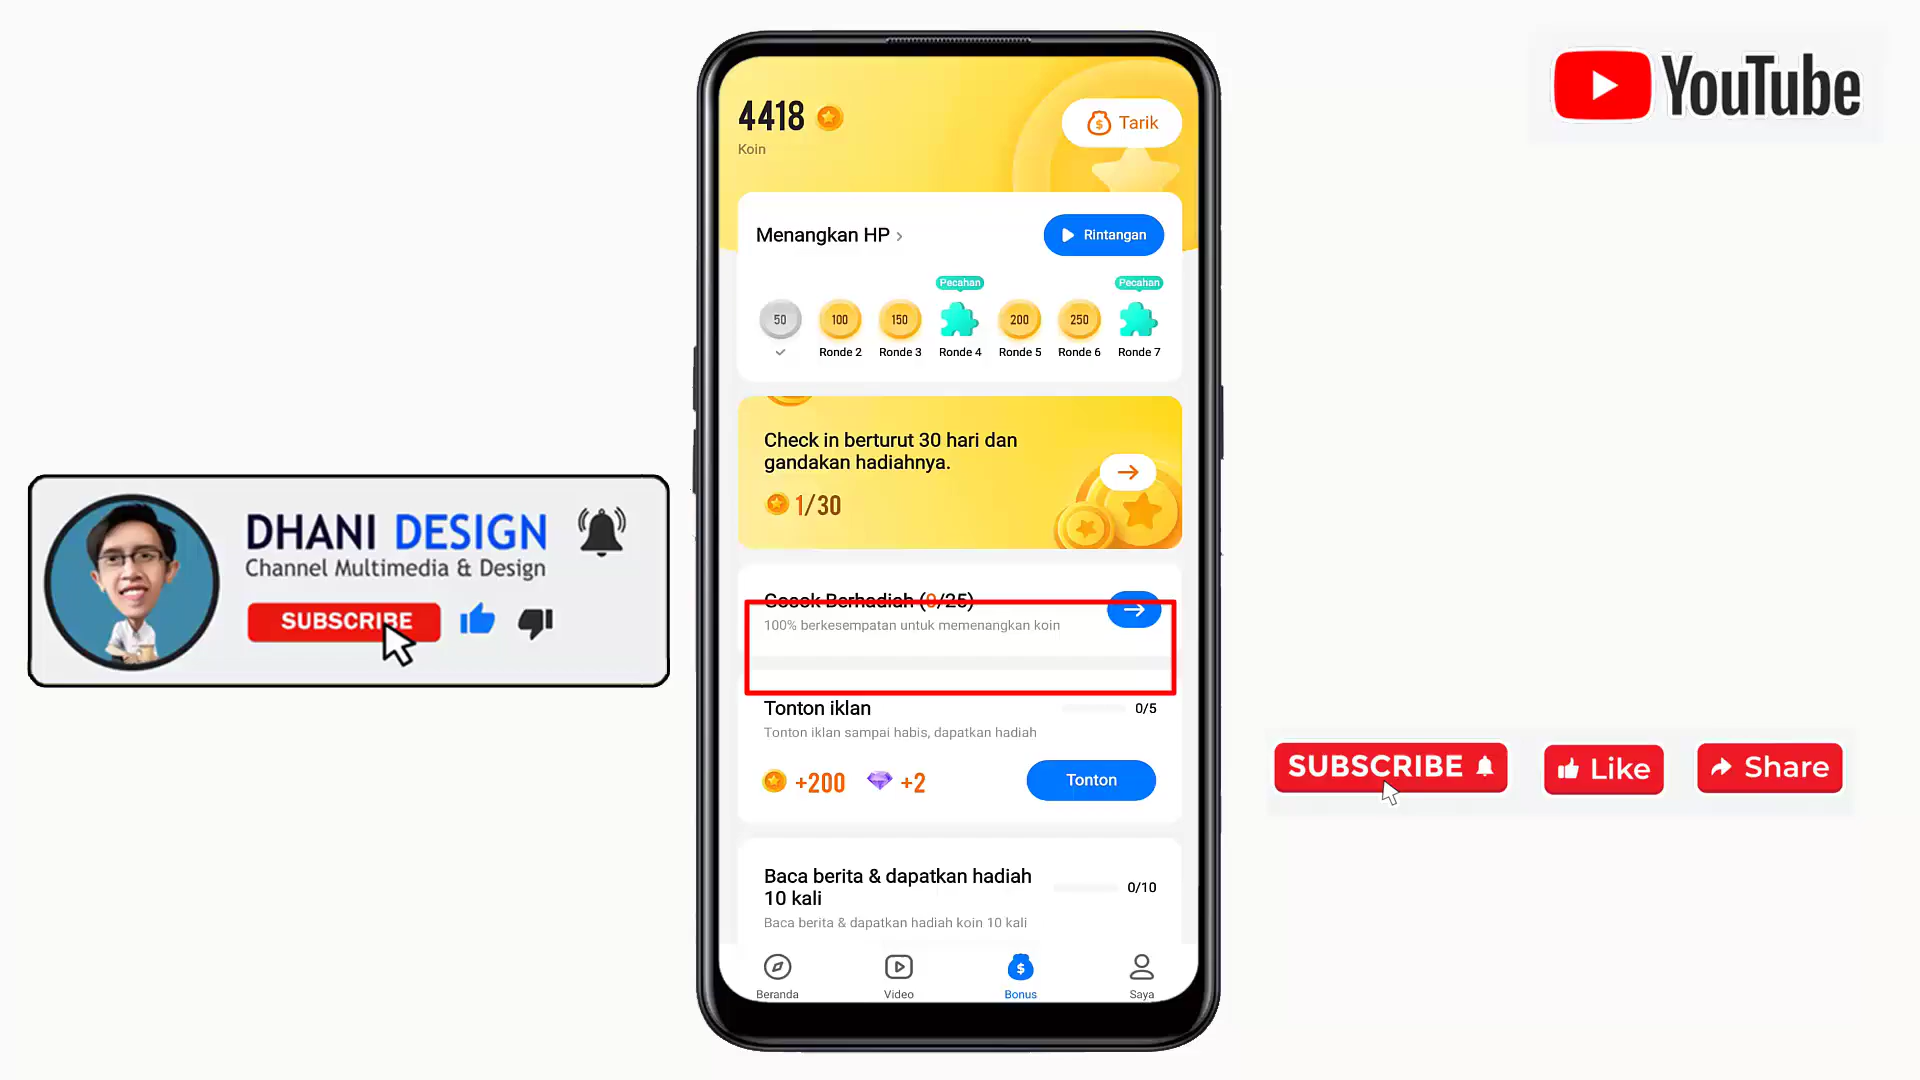 YouTube
4418
Koin
Tarik
Menangkan HP
Rintangan
Pecahan
Pecahan
50
100
150
200
250
Ronde 2
Ronde 3
Ronde 4
Ronde 5
Ronde 6
Ronde 7
Check in berturut 30 hari dan
gandakan hadiahnya.
1/30
DHANI DESIGN
Channel Multimedia & Design
SUBSCRIBE
Gosok Berhadiah (0/25)
100% berkesempatan untuk memenangkan koin
Tonton iklan
0/5
Tonton iklan sampai habis, dapatkan hadiah
+200
+2
Tonton
SUBSCRIBE
Like
Share
Baca berita & dapatkan hadiah
10 kali
0/10
Baca berita & dapatkan hadiah koin 10 kali
Beranda
Video
Bonus
Saya